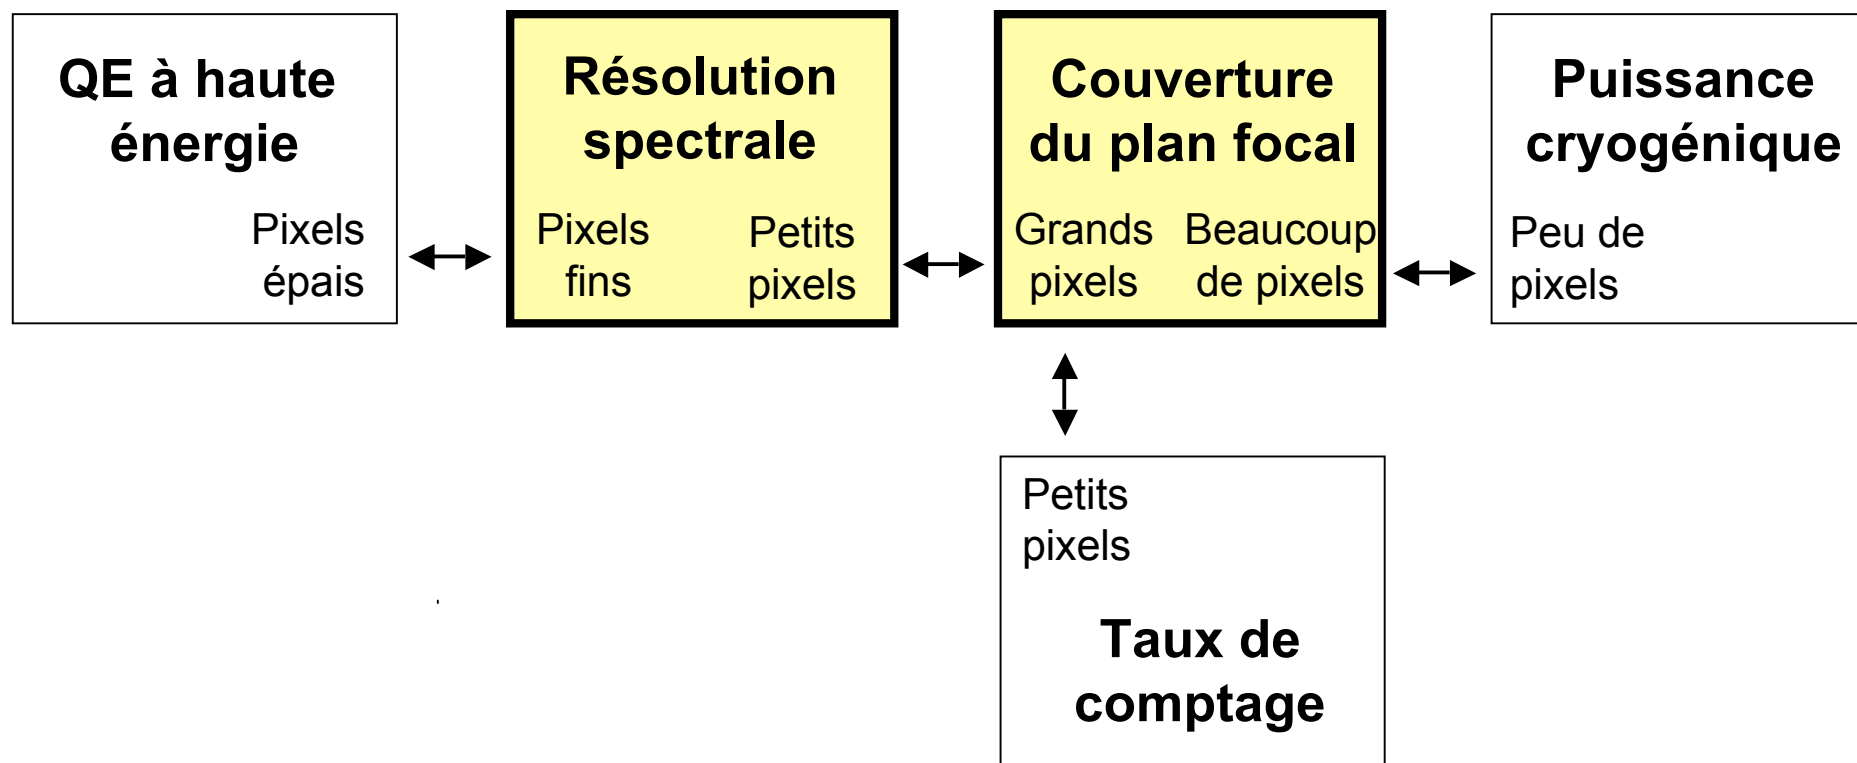 QE à haute
énergie
Pixels
épais
Résolution
spectrale
Pixels
fins
Petits
pixels
Couverture
du plan focal
Grands
pixels
Beaucoup
de pixels
Puissance
cryogénique
Peu de
pixels
Petits
pixels
Taux de
comptage